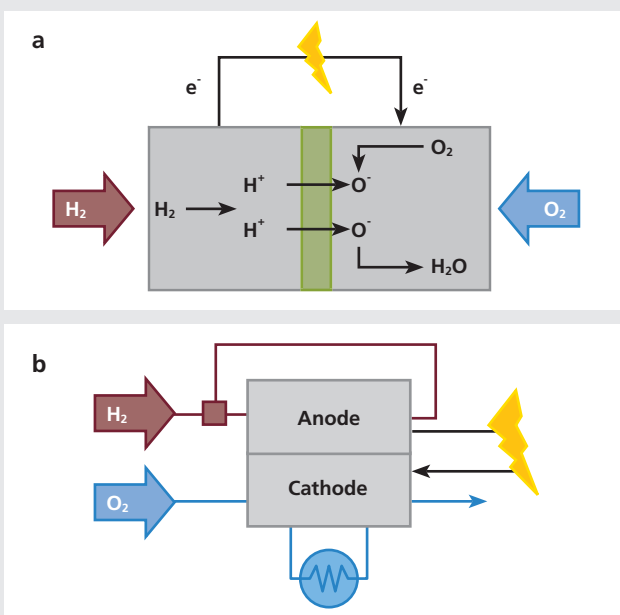 a
e⁻ e⁻
O₂
H⁺ O⁻
H₂ H₂ O₂
H⁺ O⁻
H₂O
b
H₂ Anode
O₂ Cathode